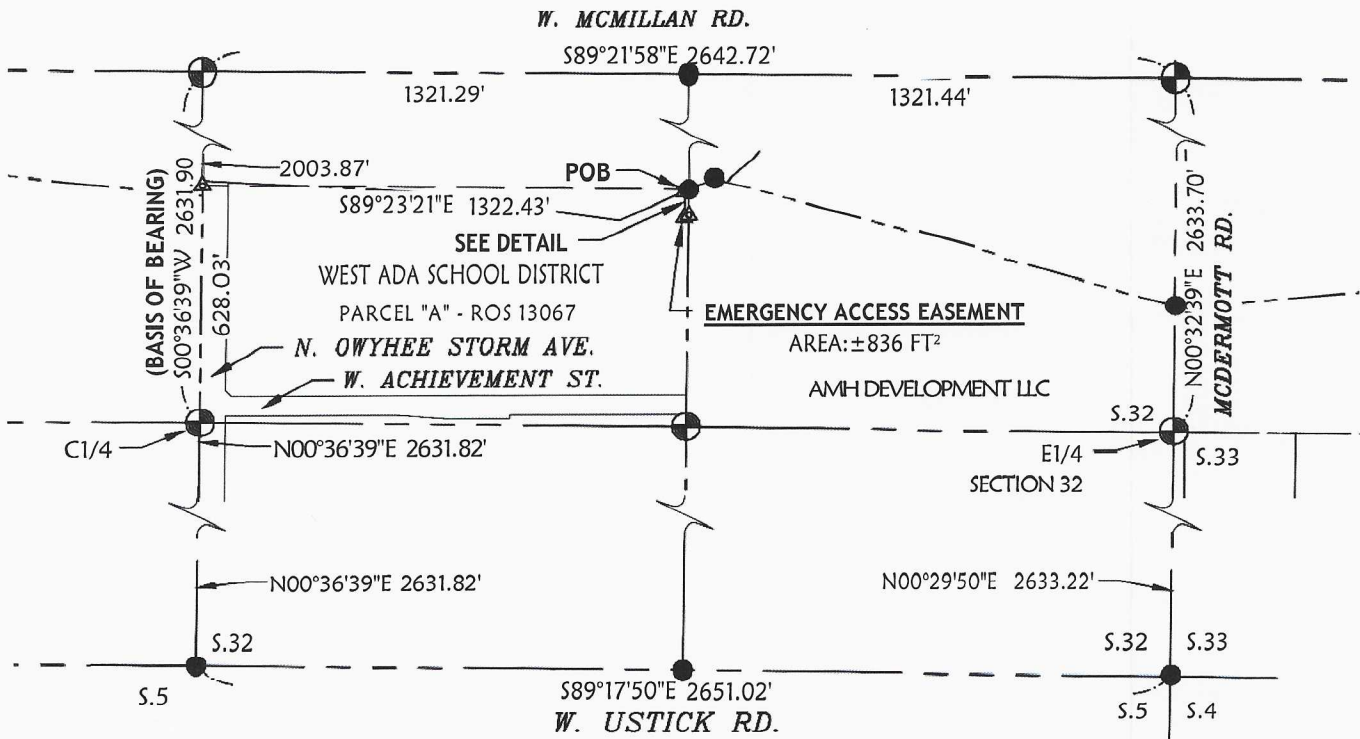 W. MCMILLAN RD.
S89°21'58"E 2642.72'
1321.29'
1321.44'
(BASIS OF BEARING)
S00°36'39"W 2631.90
2003.87'
POB
S89°23'21"E 1322.43'
628.03'
SEE DETAIL
WEST ADA SCHOOL DISTRICT
PARCEL "A" - ROS 13067
N. OWYHEE STORM AVE.
W. ACHIEVEMENT ST.
EMERGENCY ACCESS EASEMENT
AREA:±836 FT²
AMH DEVELOPMENT LLC
N00°32'39"E 2633.70'
MCDERMOTT RD.
C1/4
N00°36'39"E 2631.82'
S.32
E1/4
S.33
SECTION 32
N00°36'39"E 2631.82'
N00°29'50"E 2633.22'
S.32
S.32
S.33
S.5
S89°17'50"E 2651.02'
S.5
S.4
W. USTICK RD.